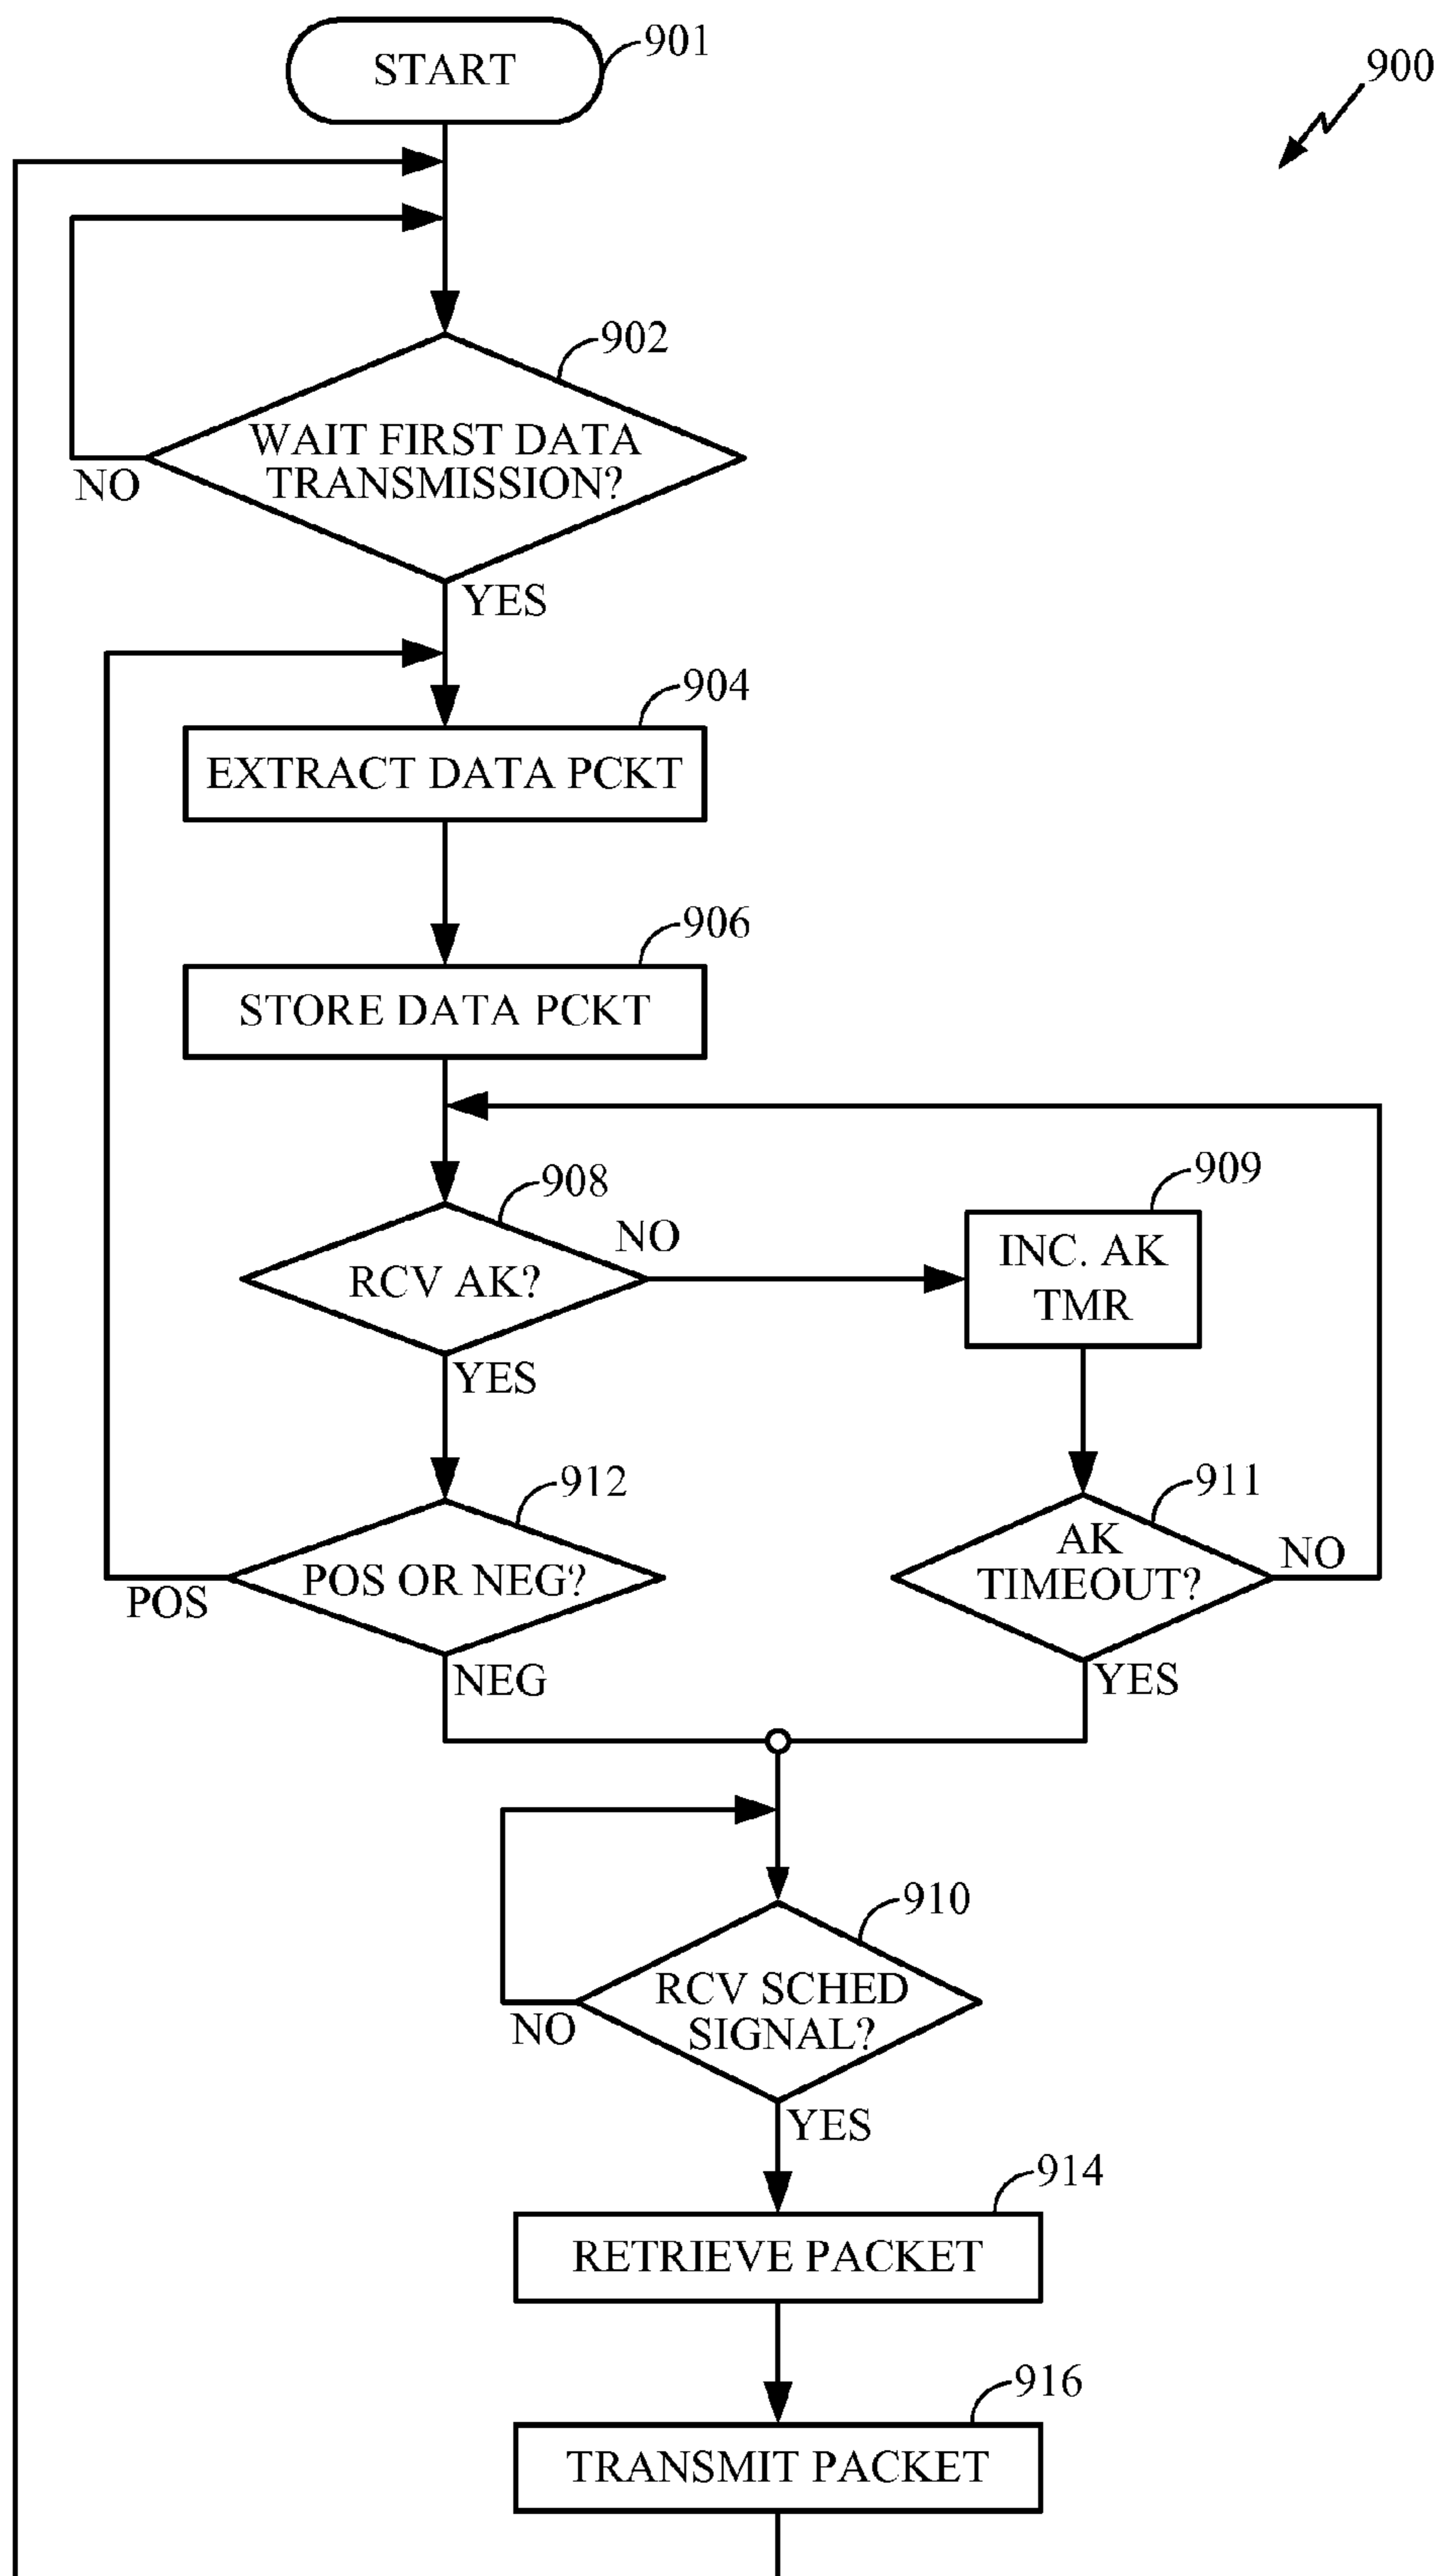 START
901
900
902
WAIT FIRST DATA
TRANSMISSION?
NO
YES
904
EXTRACT DATA PCKT
906
STORE DATA PCKT
908
RCV AK?
NO
YES
909
INC. AK
TMR
912
POS OR NEG?
POS
NEG
911
AK
TIMEOUT?
NO
YES
910
RCV SCHED
SIGNAL?
NO
YES
914
RETRIEVE PACKET
916
TRANSMIT PACKET